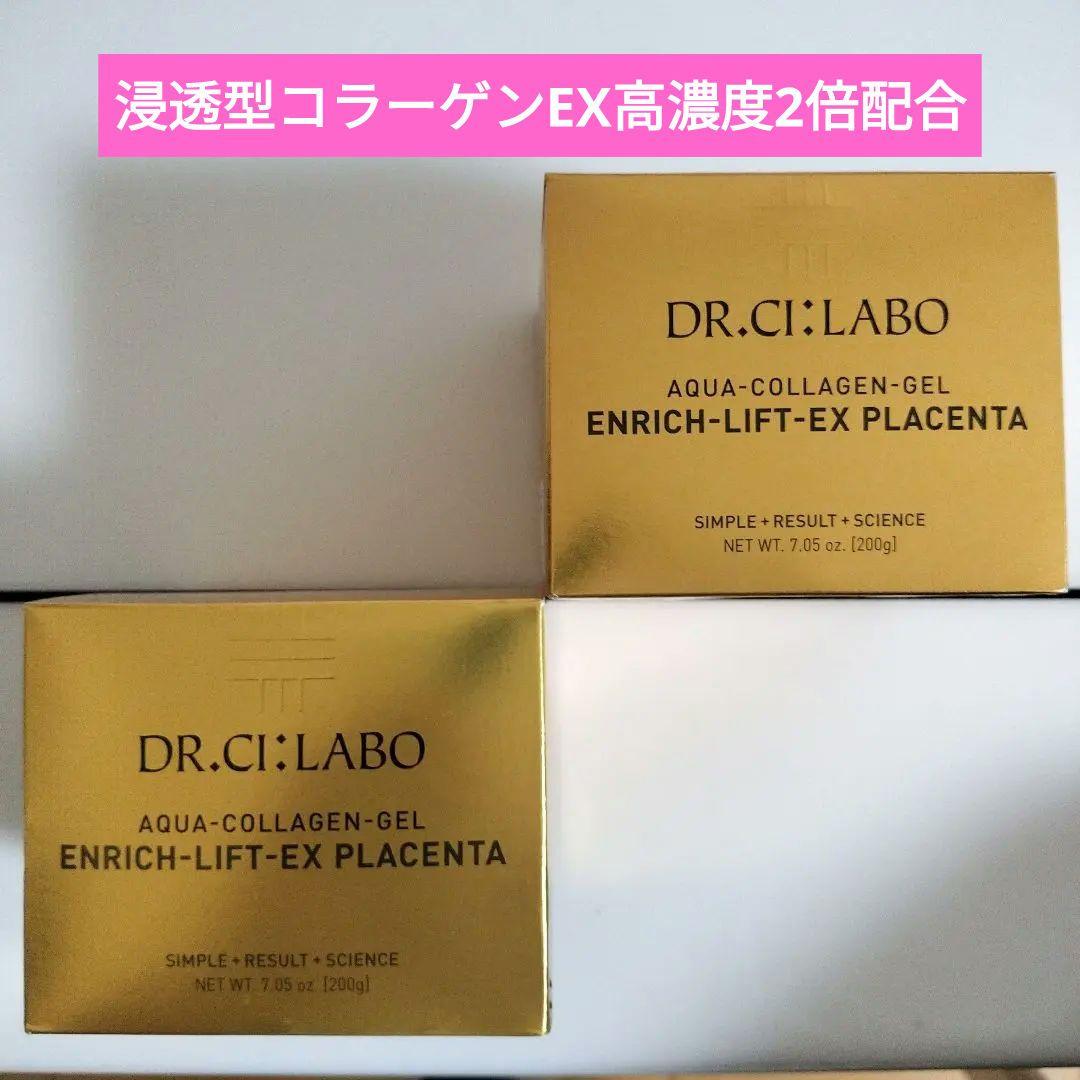 浸透型コラーゲンEX高濃度2倍配合
DR.CI:LABO
AQUA-COLLAGEN-GEL
ENRICH-LIFT-EX PLACENTA
SIMPLE+RESULT+SCIENCE
NET WT. 7.05 oz. [200g]
DR.CI:LABO
AQUA-COLLAGEN-GEL
ENRICH-LIFT-EX PLACENTA
SIMPLE+RESULT+SCIENCE
NET WT. 7.05 oz. [200g]